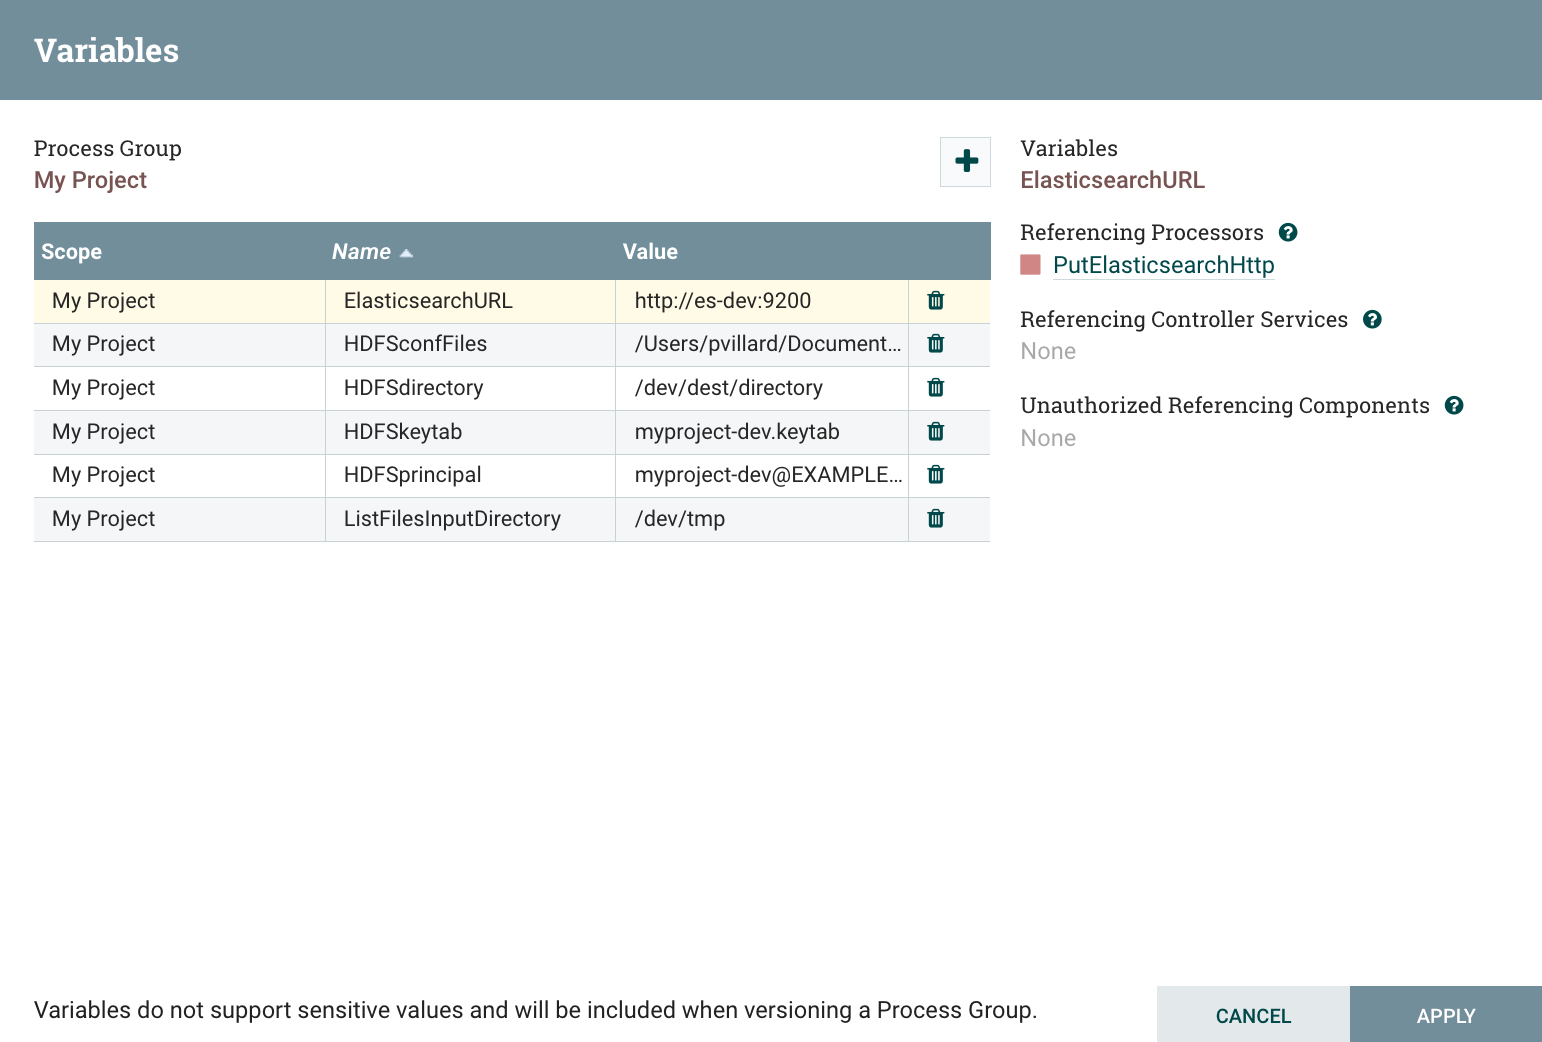 Variables
Process Group
My Project
Scope Name Value
My Project ElasticsearchURL http://es-dev:9200
My Project HDFSconfFiles /Users/pvillard/Document...
My Project HDFSdirectory /dev/dest/directory
My Project HDFSkeytab myproject-dev.keytab
My Project HDFSprincipal myproject-dev@EXAMPLE...
My Project ListFilesInputDirectory /dev/tmp
Variables
ElasticsearchURL
Referencing Processors
PutElasticsearchHttp
Referencing Controller Services
None
Unauthorized Referencing Components
None
Variables do not support sensitive values and will be included when versioning a Process Group.
CANCEL
APPLY